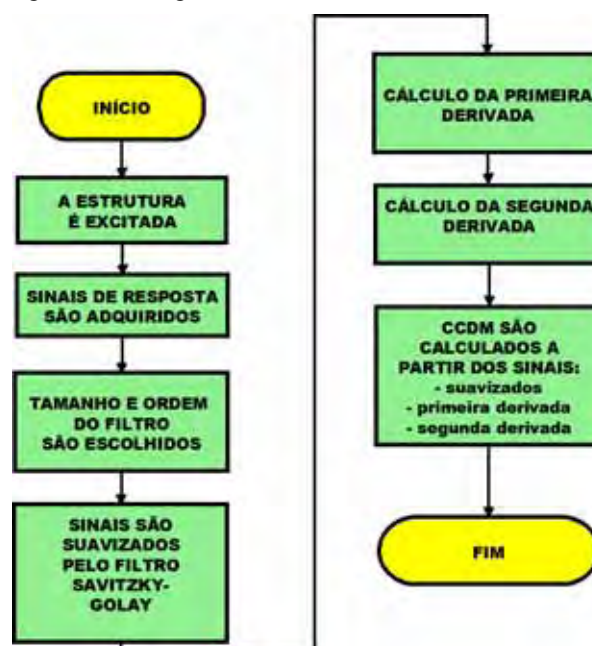 INÍCIO
A ESTRUTURA
É EXCITADA
SINAIS DE RESPOSTA
SÃO ADQUIRIDOS
TAMANHO E ORDEM
DO FILTRO
SÃO ESCOLHIDOS
SINAIS SÃO
SUAVIZADOS
PELO FILTRO
SAVITZKY-
GOLAY
CÁLCULO DA PRIMEIRA
DERIVADA
CÁLCULO DA SEGUNDA
DERIVADA
CCDM SÃO
CALCULADOS A
PARTIR DOS SINAIS:
- suavizados
- primeira derivada
- segunda derivada
FIM